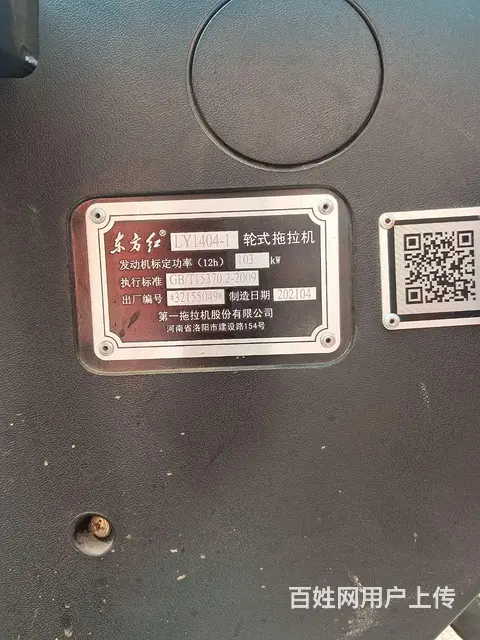 东方红® LY1404-1 轮式拖拉机
发动机标定功率（12h） 103 kW
执行标准 GB/T15370.2-2009
出厂编号 *32155049* 制造日期 202104
第一拖拉机股份有限公司
河南省洛阳市建设路154号
百姓网用户上传